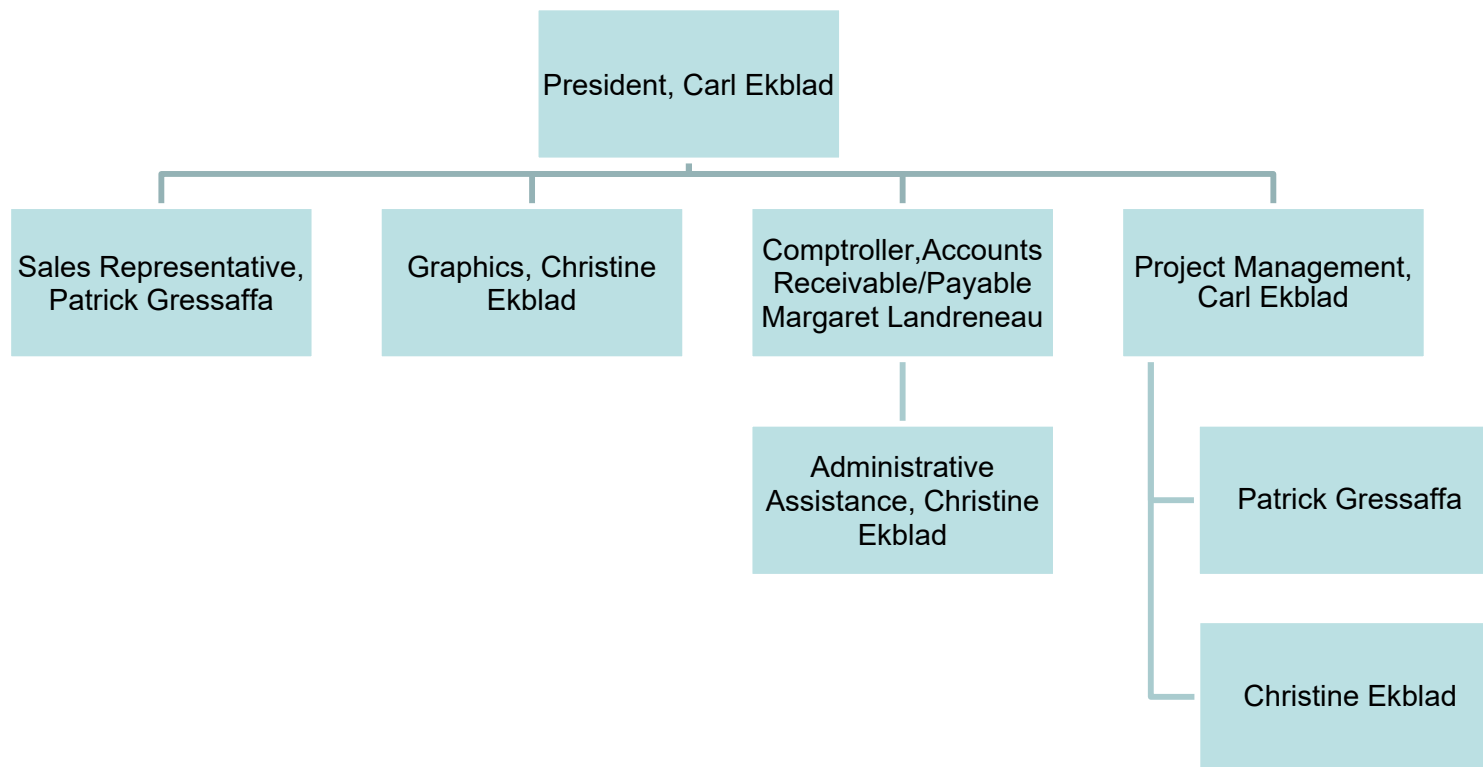 President, Carl Ekblad
Sales Representative,
Patrick Gressaffa
Graphics, Christine
Ekblad
Comptroller,Accounts
Receivable/Payable
Margaret Landreneau
Project Management,
Carl Ekblad
Administrative
Assistance, Christine
Ekblad
Patrick Gressaffa
Christine Ekblad